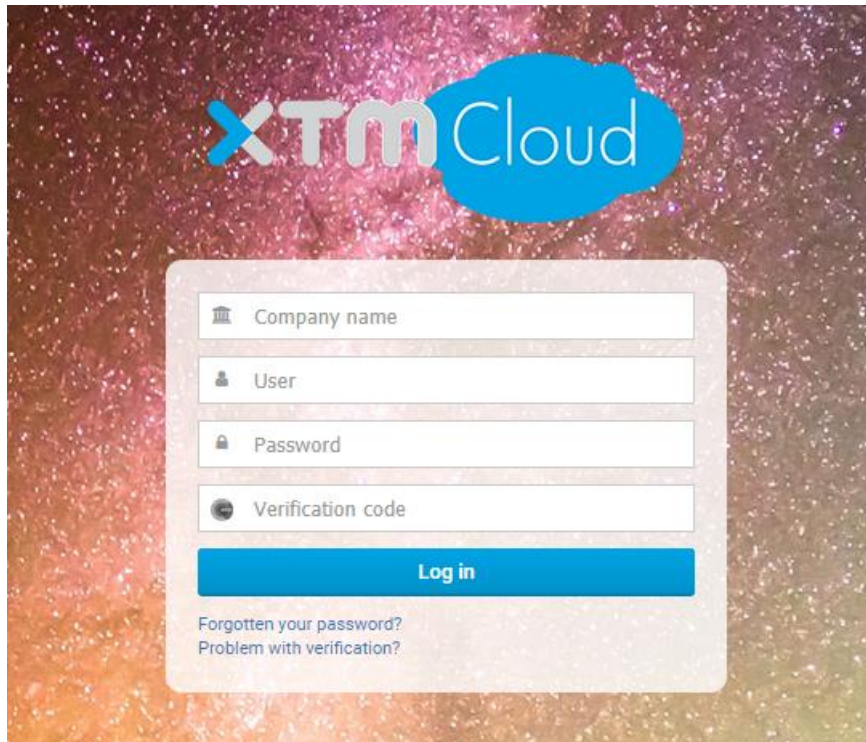 XTM Cloud
Company name
User
Password
Verification code
Log in
Forgotten your password?
Problem with verification?